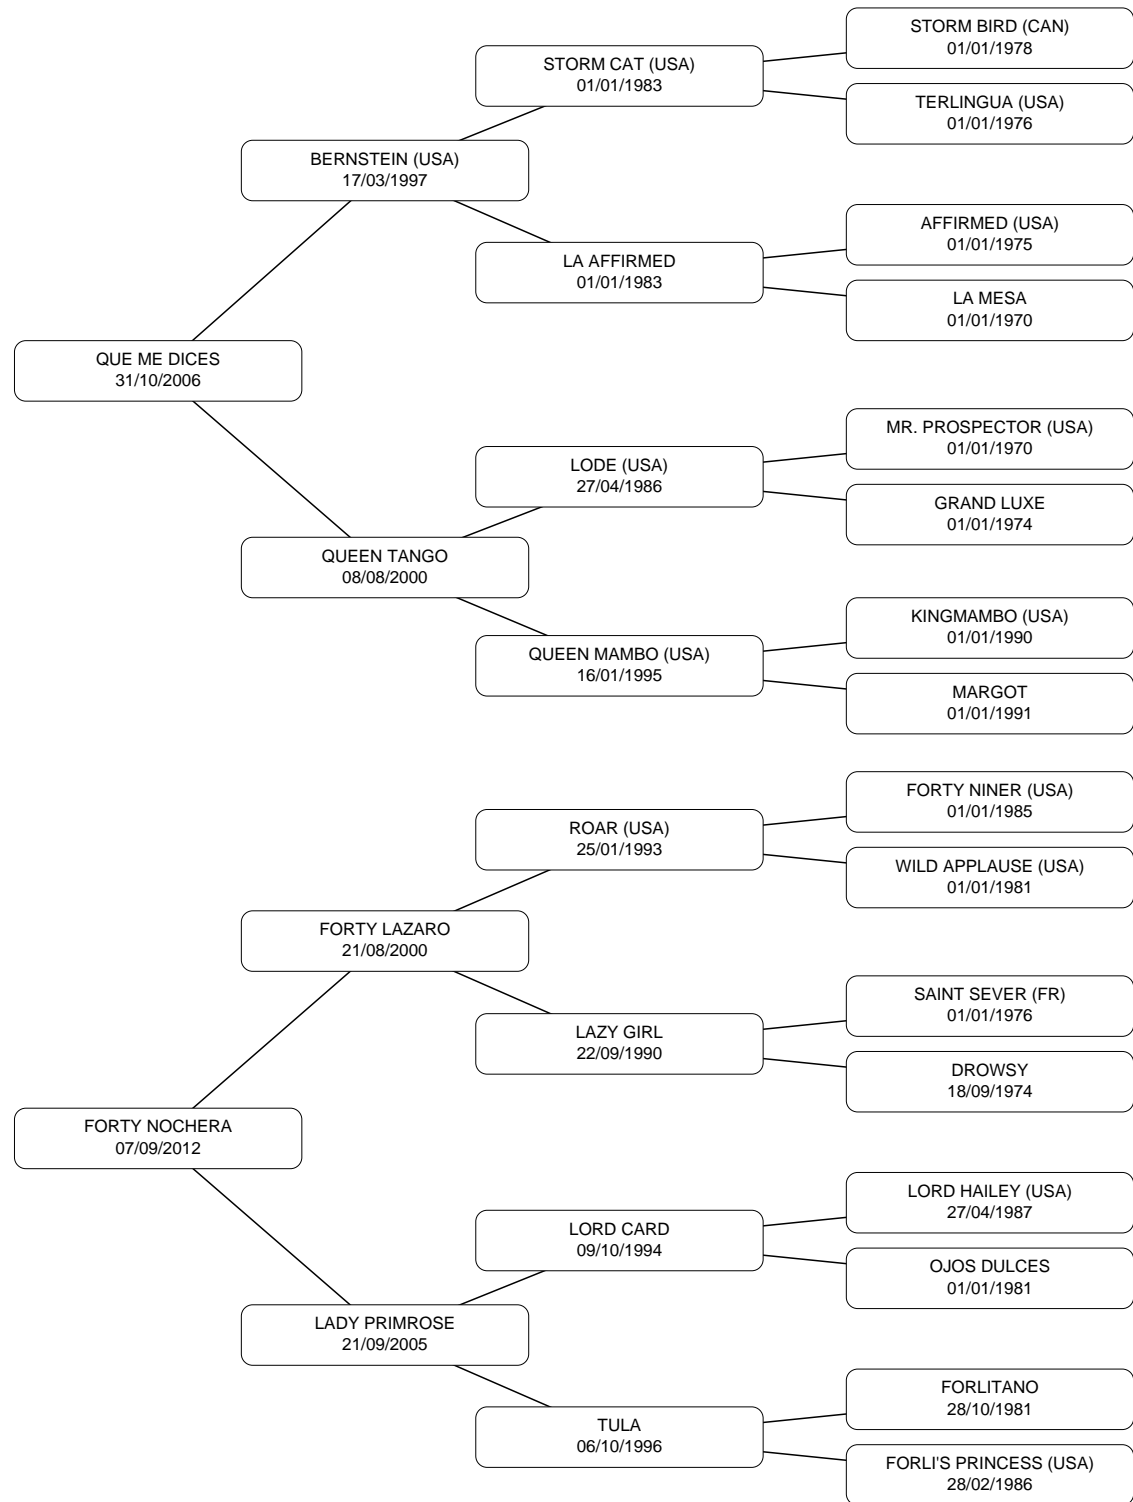 STORM BIRD (CAN)
01/01/1978
STORM CAT (USA)
01/01/1983
TERLINGUA (USA)
01/01/1976
BERNSTEIN (USA)
17/03/1997
AFFIRMED (USA)
01/01/1975
LA AFFIRMED
01/01/1983
LA MESA
01/01/1970
QUE ME DICES
31/10/2006
MR. PROSPECTOR (USA)
01/01/1970
LODE (USA)
27/04/1986
GRAND LUXE
01/01/1974
QUEEN TANGO
08/08/2000
KINGMAMBO (USA)
01/01/1990
QUEEN MAMBO (USA)
16/01/1995
MARGOT
01/01/1991
FORTY NINER (USA)
01/01/1985
ROAR (USA)
25/01/1993
WILD APPLAUSE (USA)
01/01/1981
FORTY LAZARO
21/08/2000
SAINT SEVER (FR)
01/01/1976
LAZY GIRL
22/09/1990
DROWSY
18/09/1974
FORTY NOCHERA
07/09/2012
LORD HAILEY (USA)
27/04/1987
LORD CARD
09/10/1994
OJOS DULCES
01/01/1981
LADY PRIMROSE
21/09/2005
FORLITANO
28/10/1981
TULA
06/10/1996
FORLI'S PRINCESS (USA)
28/02/1986